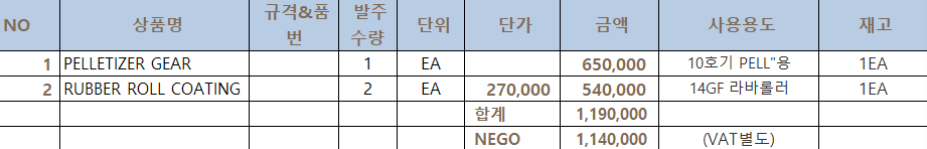 NO 상품명 규격&품번 발주수량 단위 단가 금액 사용용도 재고
1 PELLETIZER GEAR 1 EA 650,000 10호기 PELL"용 1EA
2 RUBBER ROLL COATING 2 EA 270,000 540,000 14GF 라바롤러 1EA
합계 1,190,000
NEGO 1,140,000 (VAT별도)